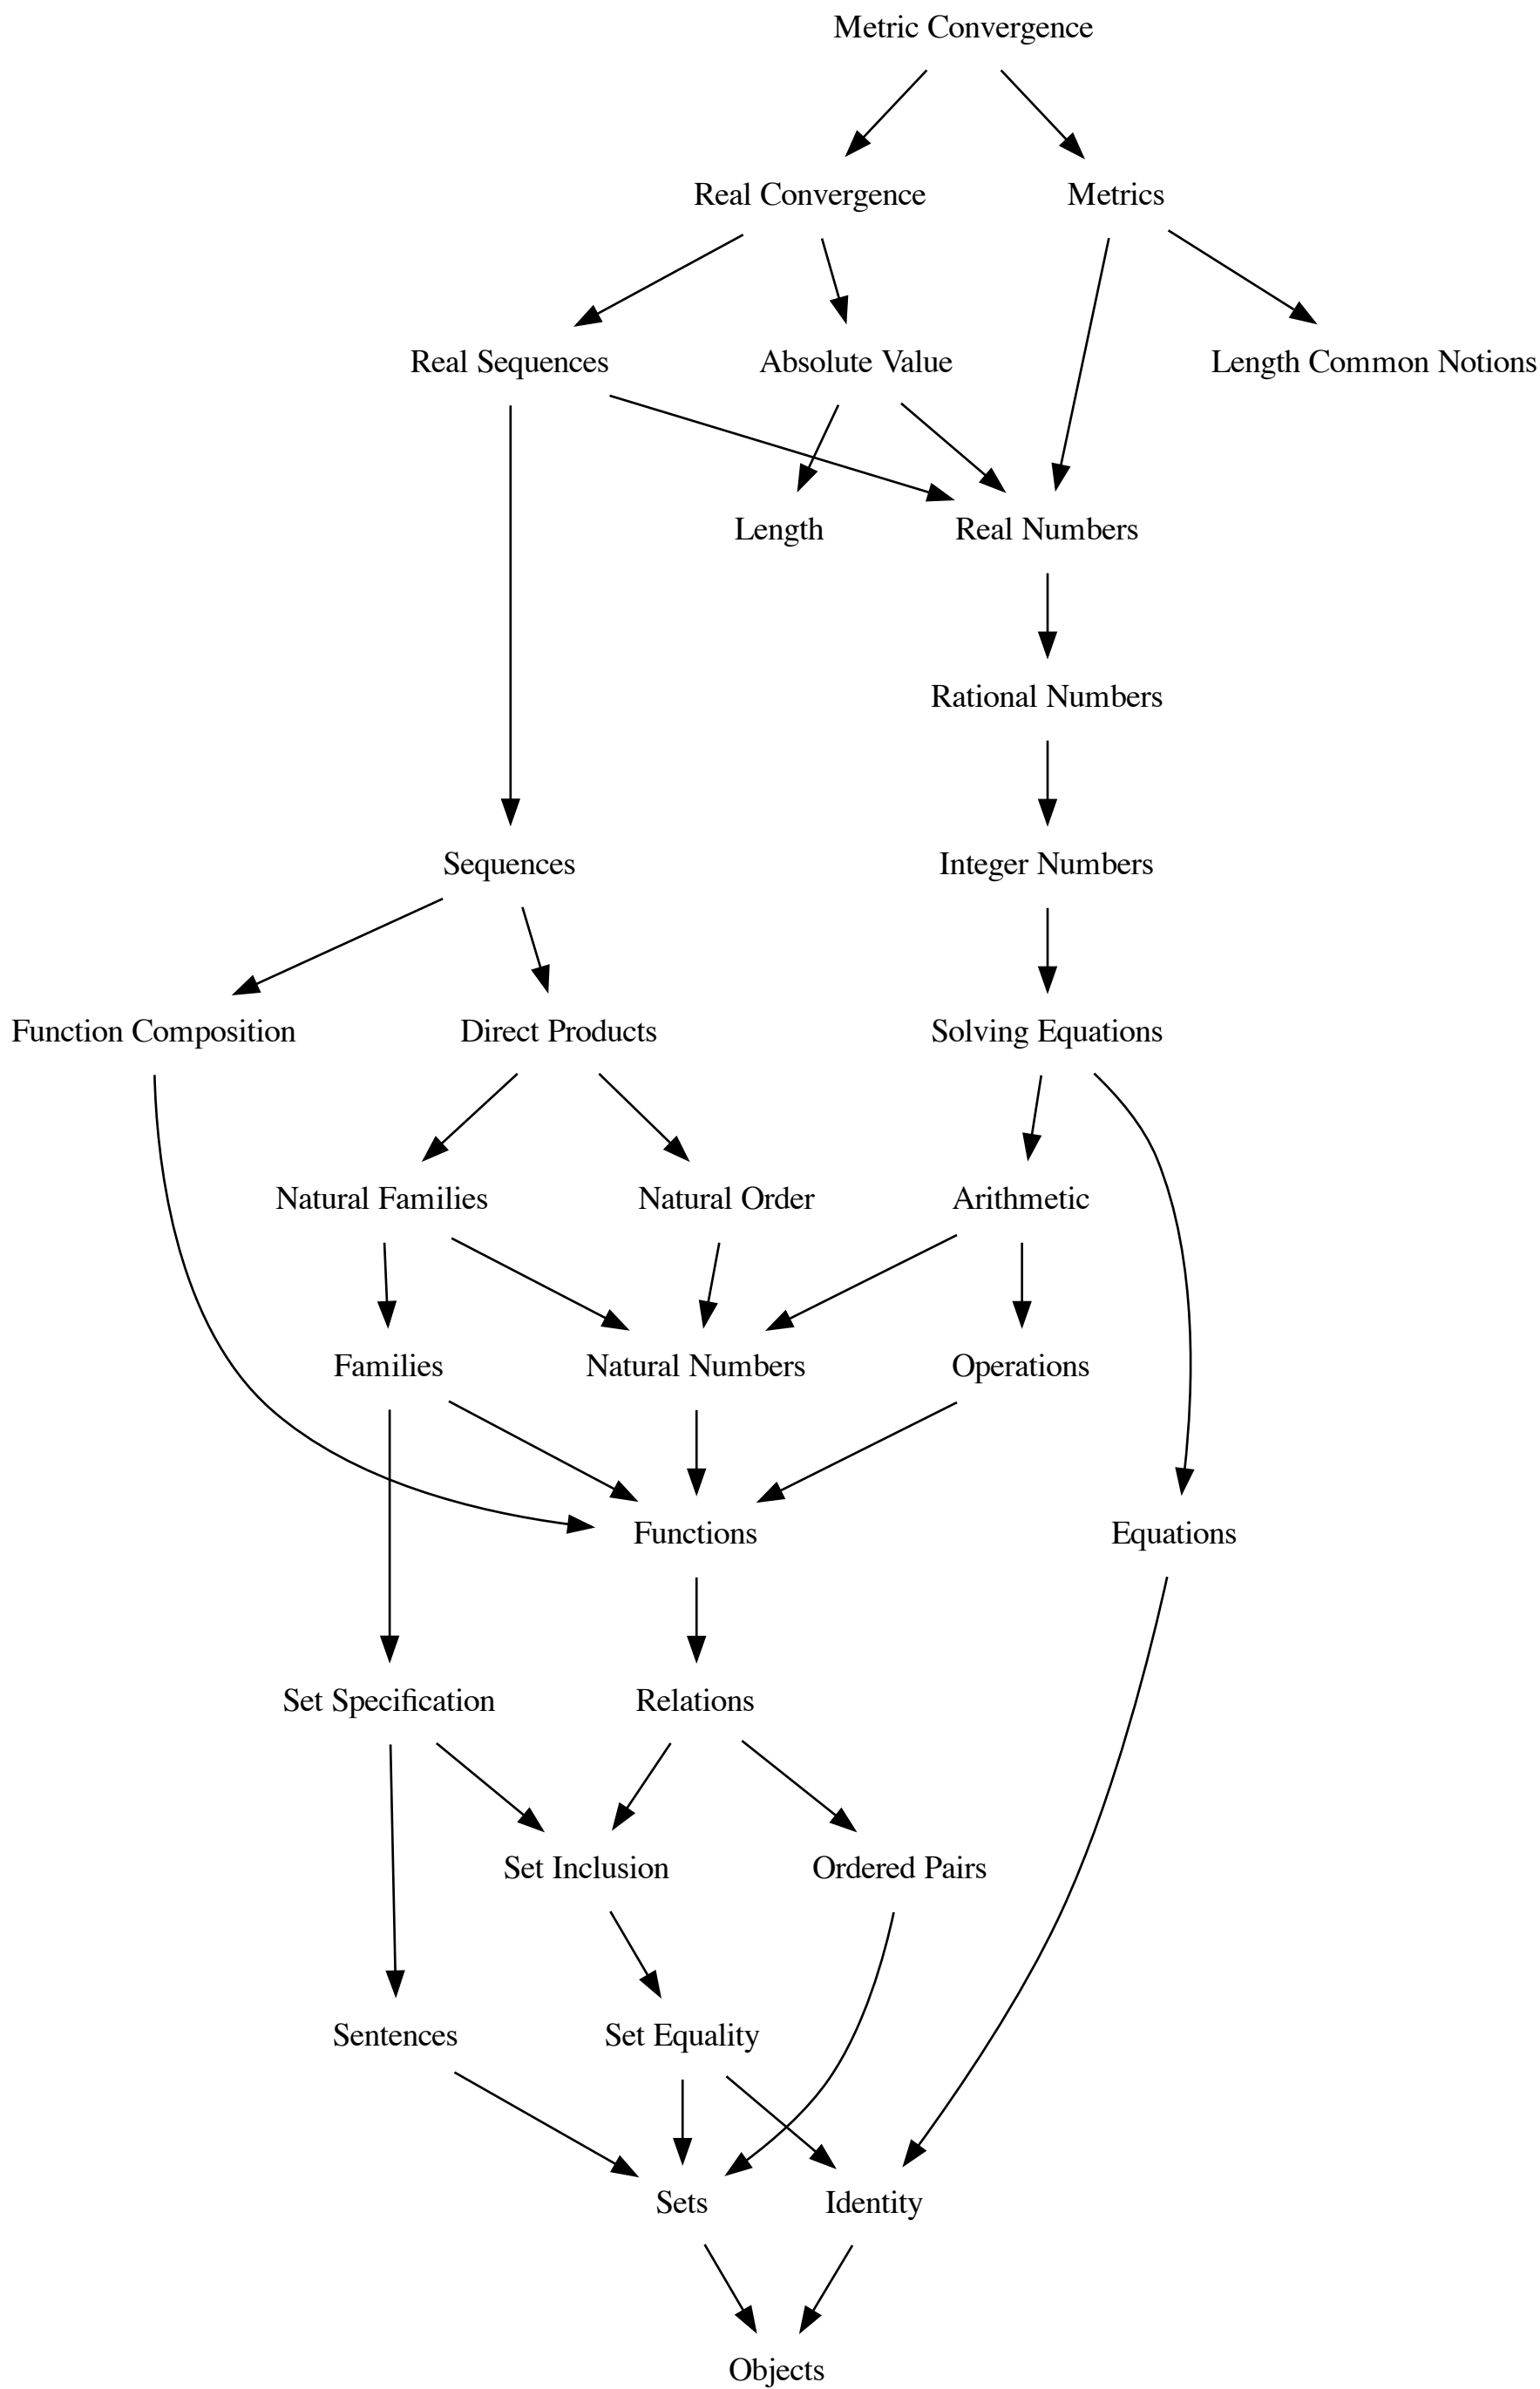 Metric Convergence
Real Convergence
Metrics
Real Sequences
Absolute Value
Length Common Notions
Length
Real Numbers
Rational Numbers
Sequences
Integer Numbers
Function Composition
Direct Products
Solving Equations
Natural Families
Natural Order
Arithmetic
Families
Natural Numbers
Operations
Functions
Equations
Set Specification
Relations
Set Inclusion
Ordered Pairs
Sentences
Set Equality
Sets
Identity
Objects